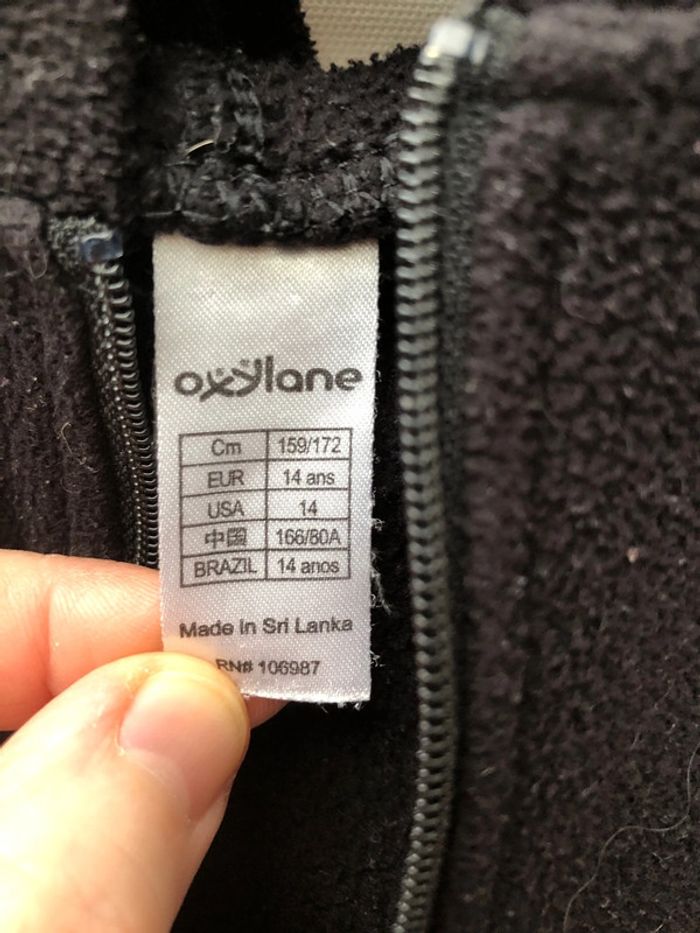 oxylane
Cm 159/172
EUR 14 ans
USA 14
中国 166/80A
BRAZIL 14 anos
Made in Sri Lanka
RN# 106987